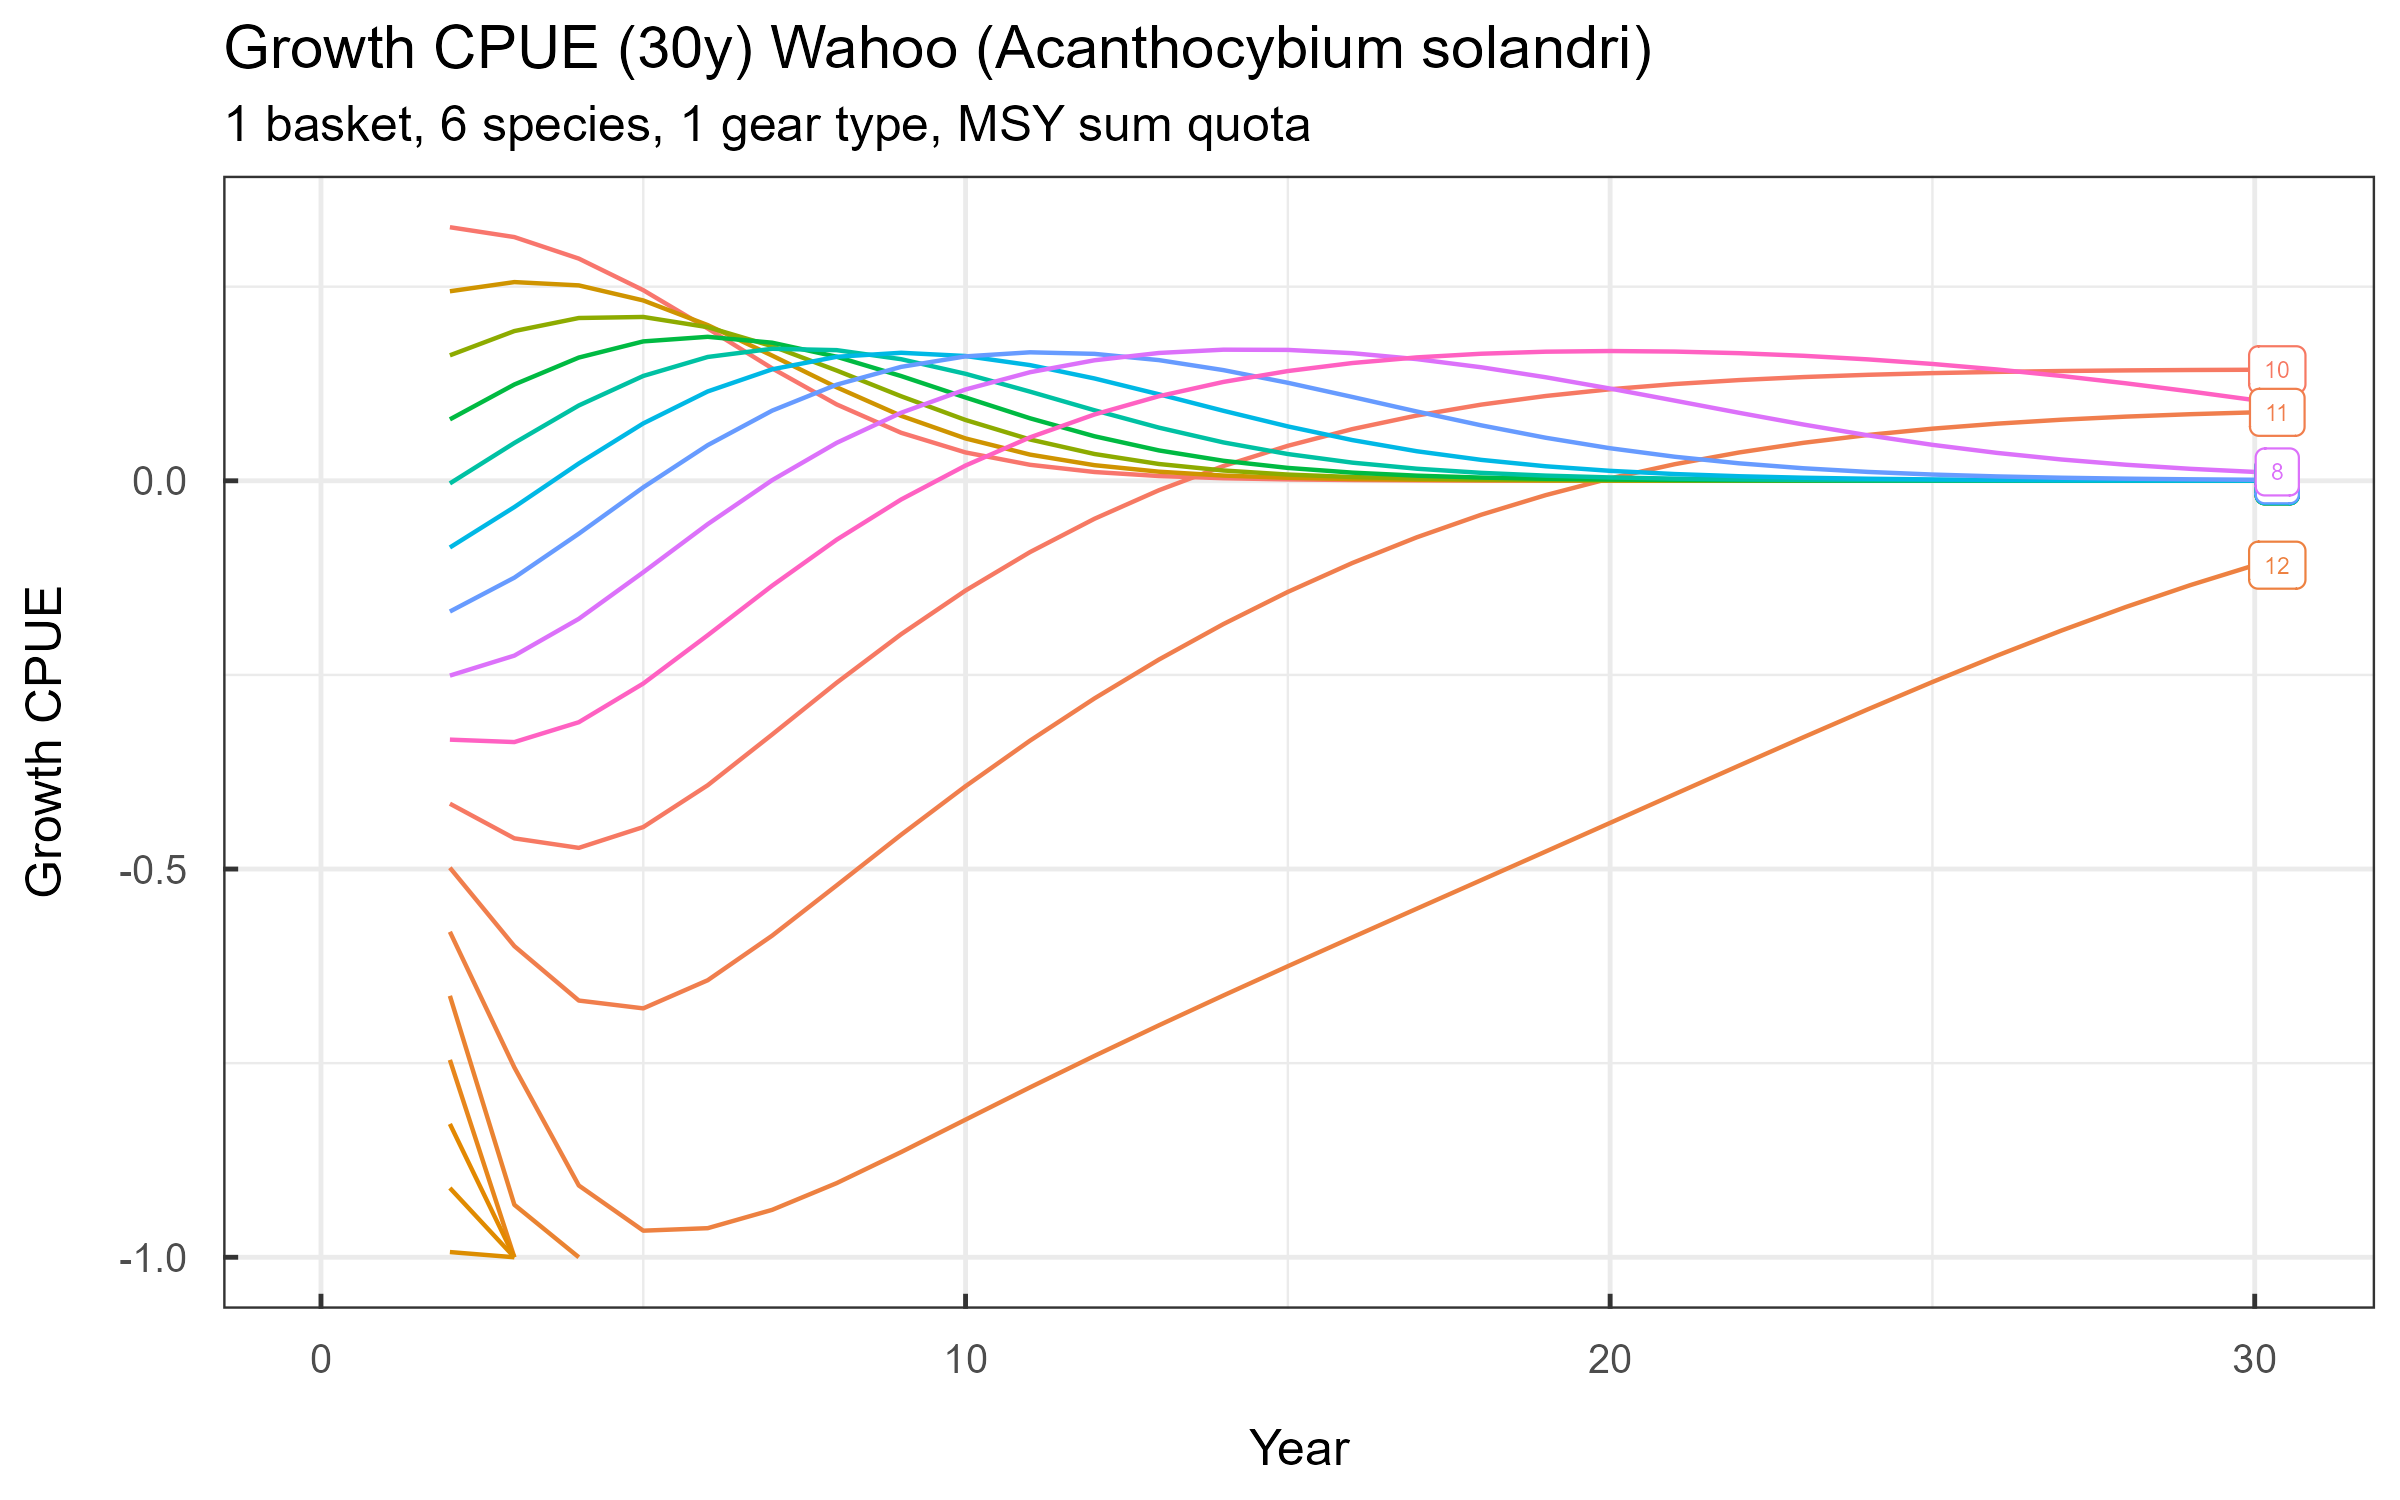 Growth CPUE (30y) Wahoo (Acanthocybium solandri)
1 basket, 6 species, 1 gear type, MSY sum quota
Growth CPUE
0.0
-0.5
-1.0
10
11
8
12
0
10
20
30
Year